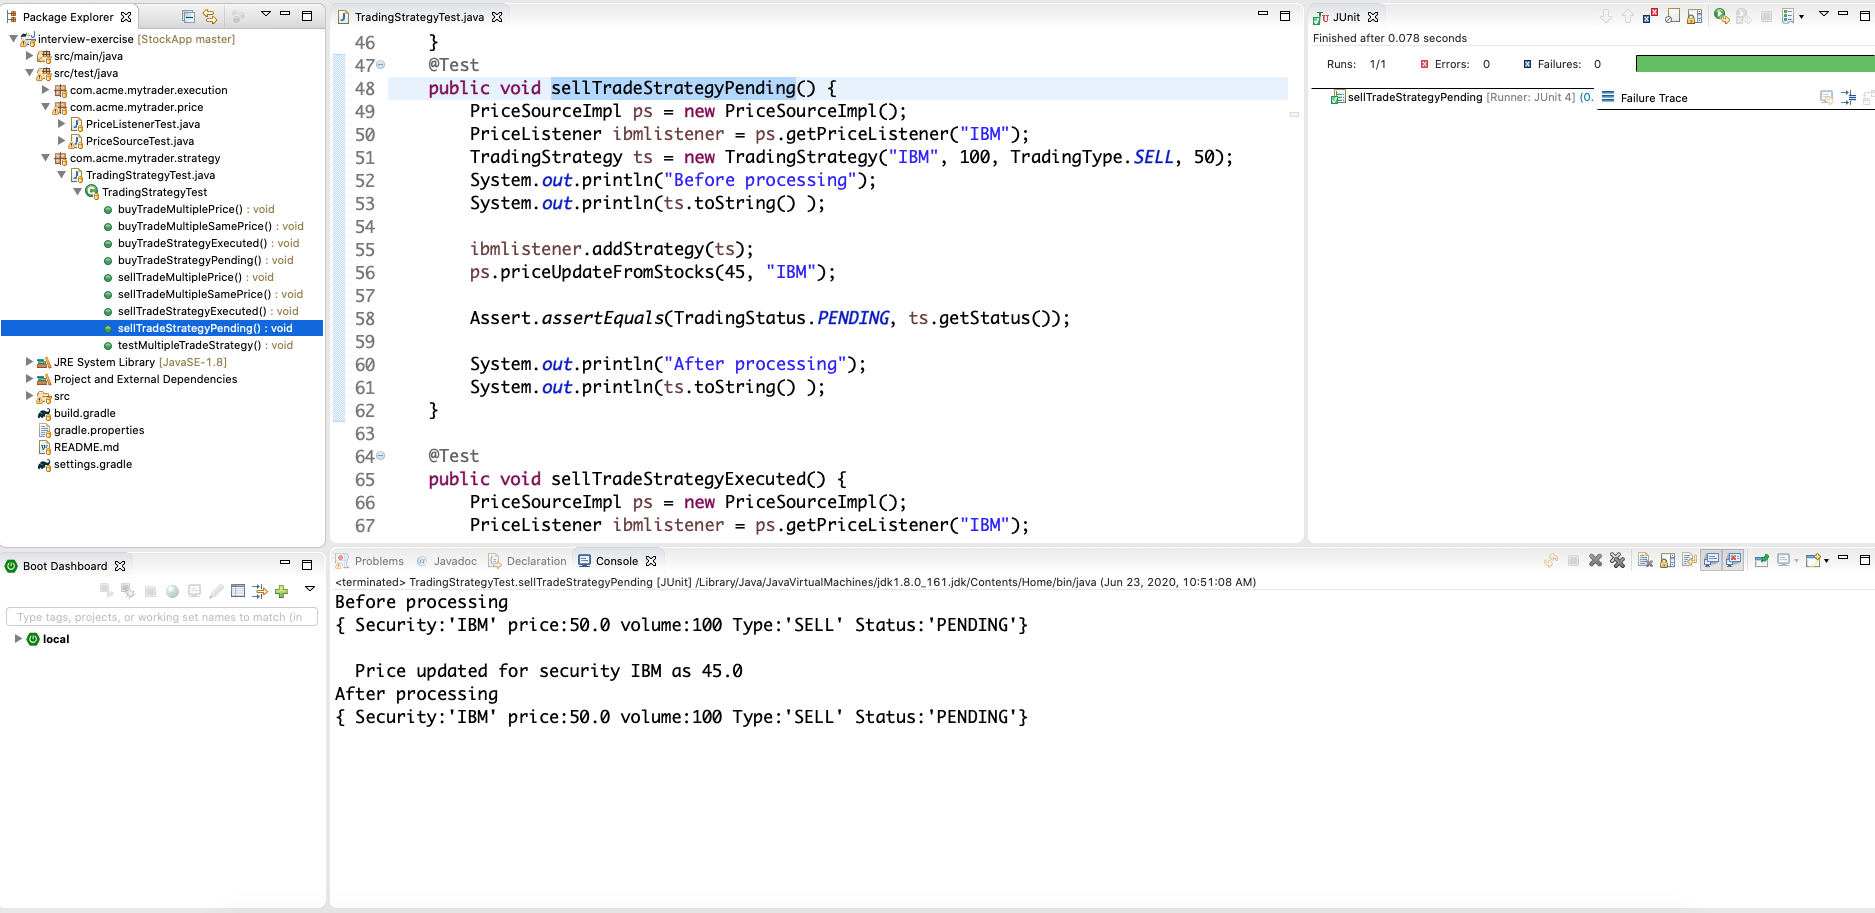 Package Explorer
interview-exercise [StockApp master]
src/main/java
src/test/java
com.acme.mytrader.execution
com.acme.mytrader.price
PriceListenerTest.java
PriceSourceTest.java
com.acme.mytrader.strategy
TradingStrategyTest.java
TradingStrategyTest
buyTradeMultiplePrice() : void
buyTradeMultipleSamePrice() : void
buyTradeStrategyExecuted() : void
buyTradeStrategyPending() : void
sellTradeMultiplePrice() : void
sellTradeMultipleSamePrice() : void
sellTradeStrategyExecuted() : void
sellTradeStrategyPending() : void
testMultipleTradeStrategy() : void
JRE System Library [JavaSE-1.8]
Project and External Dependencies
src
build.gradle
gradle.properties
README.md
settings.gradle
TradingStrategyTest.java
46 }
47 @Test
48 public void sellTradeStrategyPending() {
49 PriceSourceImpl ps = new PriceSourceImpl();
50 PriceListener ibmlistener = ps.getPriceListener("IBM");
51 TradingStrategy ts = new TradingStrategy("IBM", 100, TradingType.SELL, 50);
52 System.out.println("Before processing");
53 System.out.println(ts.toString() );
54
55 ibmlistener.addStrategy(ts);
56 ps.priceUpdateFromStocks(45, "IBM");
57
58 Assert.assertEquals(TradingStatus.PENDING, ts.getStatus());
59
60 System.out.println("After processing");
61 System.out.println(ts.toString() );
62 }
63
64 @Test
65 public void sellTradeStrategyExecuted() {
66 PriceSourceImpl ps = new PriceSourceImpl();
67 PriceListener ibmlistener = ps.getPriceListener("IBM");
JUnit
Finished after 0.078 seconds
Runs: 1/1 Errors: 0 Failures: 0
sellTradeStrategyPending [Runner: JUnit 4] (0.
Failure Trace
Boot Dashboard
Type tags, projects, or working set names to match (in
local
Problems @ Javadoc Declaration Console
<terminated> TradingStrategyTest.sellTradeStrategyPending [JUnit] /Library/Java/JavaVirtualMachines/jdk1.8.0_161.jdk/Contents/Home/bin/java (Jun 23, 2020, 10:51:08 AM)
Before processing
{ Security:'IBM' price:50.0 volume:100 Type:'SELL' Status:'PENDING'}
Price updated for security IBM as 45.0
After processing
{ Security:'IBM' price:50.0 volume:100 Type:'SELL' Status:'PENDING'}